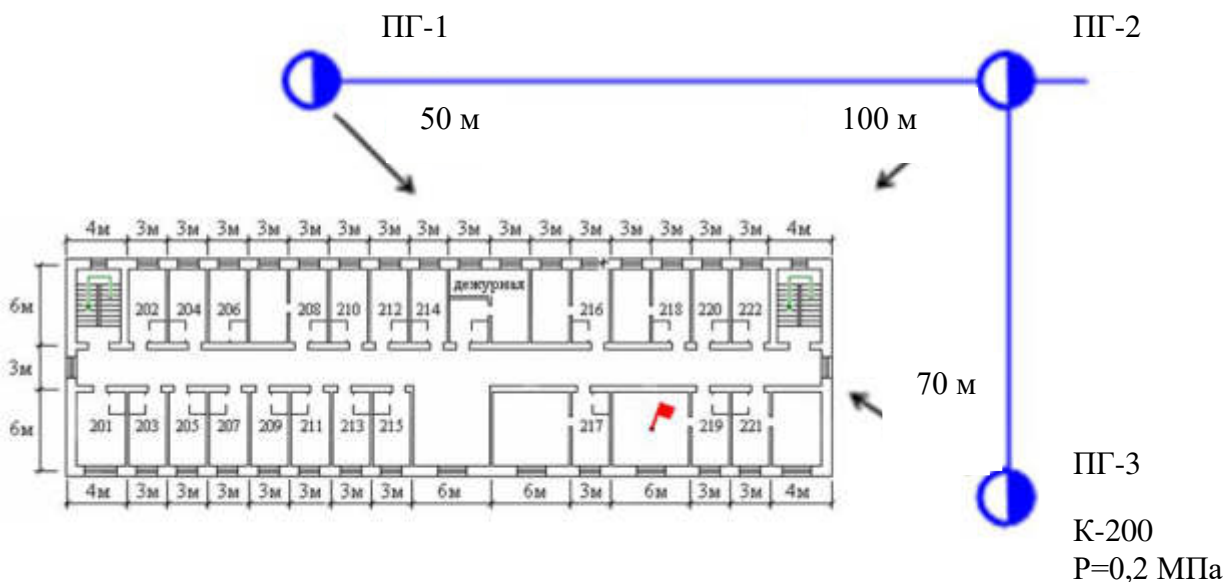 ПГ-1
ПГ-2
50 м
100 м
4м 3м 3м 3м 3м 3м 3м 3м 3м 3м 3м 3м 3м 3м 3м 3м 4м
6м
202 204 206 208 210 212 214 дежурная 216 218 220 222
3м
70 м
6м
201 203 205 207 209 211 213 215 217 219 221
4м 3м 3м 3м 3м 3м 3м 3м 6м 6м 3м 6м 3м 3м 4м
ПГ-3
К-200
Р=0,2 МПа